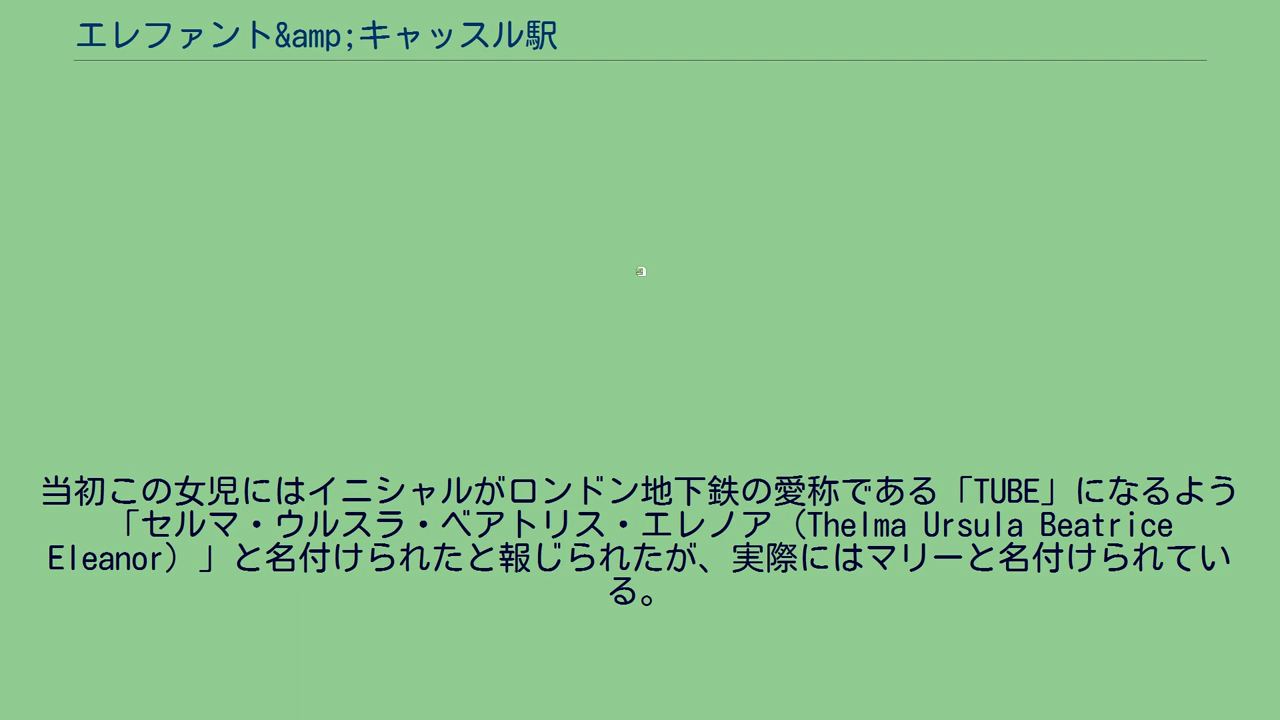 エレファント&amp;キャッスル駅
当初この女児にはイニシャルがロンドン地下鉄の愛称である「TUBE」になるよう
「セルマ・ウルスラ・ベアトリス・エレノア（Thelma Ursula Beatrice
Eleanor）」と名付けられたと報じられたが、実際にはマリーと名付けられてい
る。